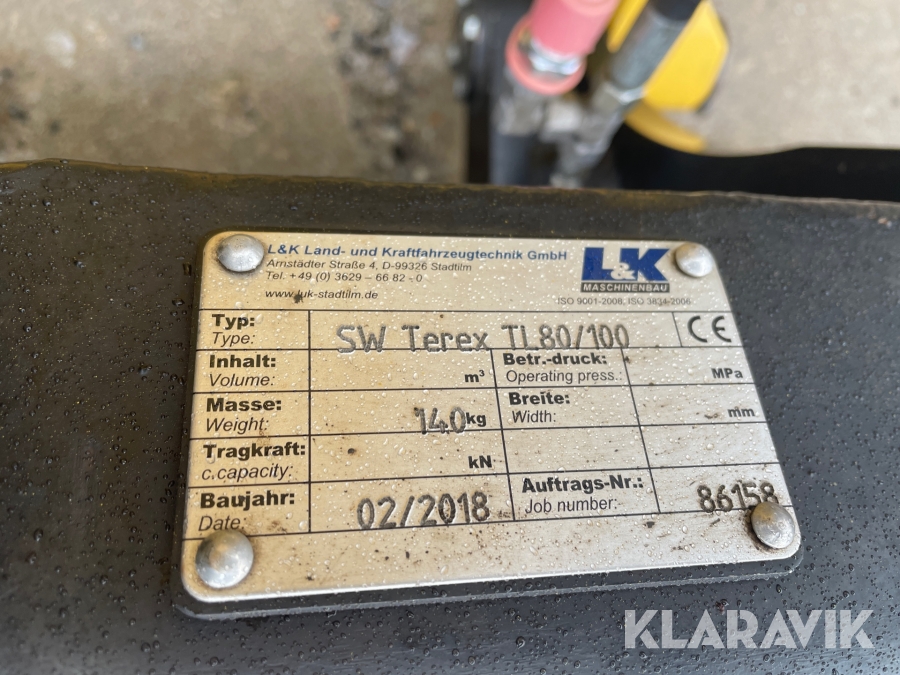 L&K Land- und Kraftfahrzeugtechnik GmbH
Arnstädter Straße 4, D-99326 Stadtilm
Tel. +49 (0) 3629 – 66 82 - 0
www.luk-stadtilm.de
L&K
MASCHINENBAU
ISO 9001-2008, ISO 3834-2006
Typ:
Type:
SW Terex TL80/100
CE
Inhalt:
Volume:
m³
Betr.-druck:
Operating press.:
MPa
Masse:
Weight:
140 kg
Breite:
Width:
mm
Tragkraft:
c.capacity:
kN
Baujahr:
Date:
02/2018
Auftrags-Nr.:
Job number:
86158
KLARAVIK